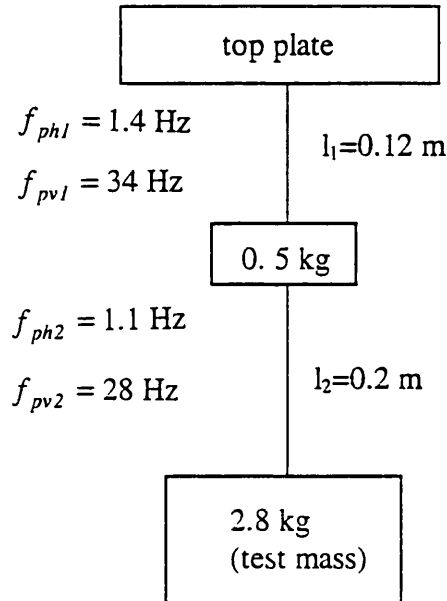 top plate
f_ph1 = 1.4 Hz
l₁=0.12 m
f_pv1 = 34 Hz
0. 5 kg
f_ph2 = 1.1 Hz
l₂=0.2 m
f_pv2 = 28 Hz
2.8 kg
(test mass)